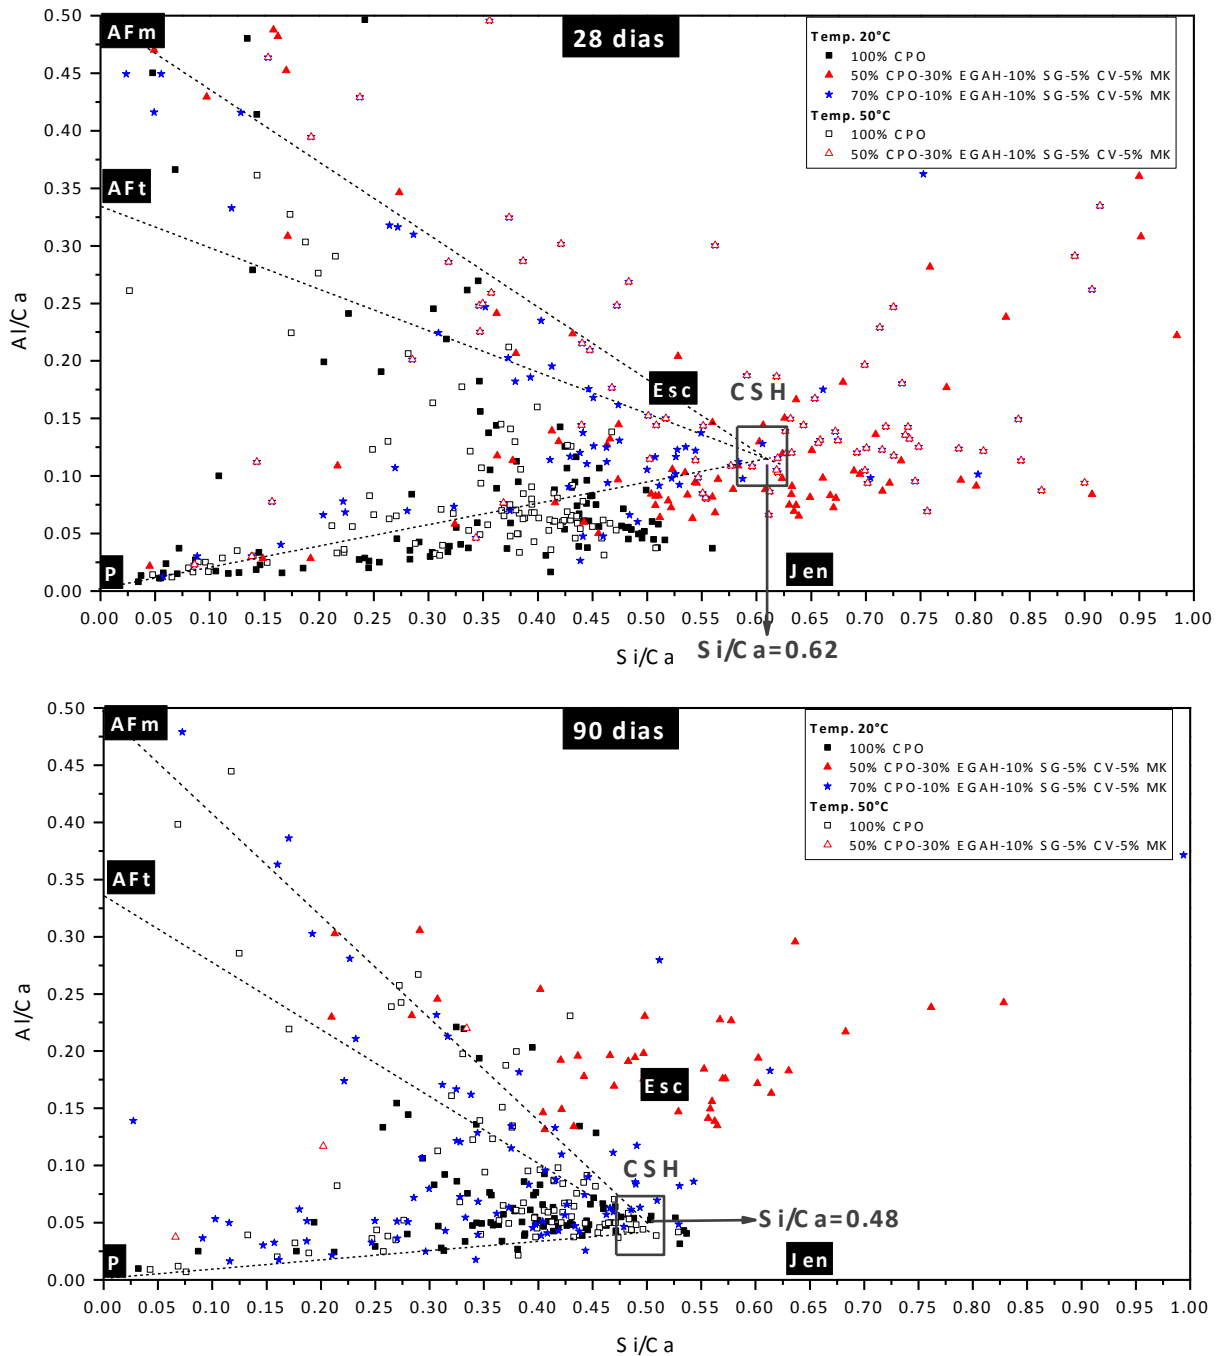 0.50
AFm
28 dias
Temp. 20°C
100% CPO
50% CPO-30% EGAH-10% SG-5% CV-5% MK
70% CPO-10% EGAH-10% SG-5% CV-5% MK
Temp. 50°C
100% CPO
50% CPO-30% EGAH-10% SG-5% CV-5% MK
0.45
0.40
0.35
AFt
0.30
0.25
Al/Ca
0.20
Esc
CSH
0.15
0.10
0.05
P
Jen
0.00
0.00 0.05 0.10 0.15 0.20 0.25 0.30 0.35 0.40 0.45 0.50 0.55 0.60 0.65 0.70 0.75 0.80 0.85 0.90 0.95 1.00
Si/Ca
Si/Ca=0.62
0.50
AFm
90 dias
Temp. 20°C
100% CPO
50% CPO-30% EGAH-10% SG-5% CV-5% MK
70% CPO-10% EGAH-10% SG-5% CV-5% MK
Temp. 50°C
100% CPO
50% CPO-30% EGAH-10% SG-5% CV-5% MK
0.45
0.40
0.35
AFt
0.30
0.25
Al/Ca
0.20
Esc
0.15
0.10
CSH
0.05
Si/Ca=0.48
P
Jen
0.00
0.00 0.05 0.10 0.15 0.20 0.25 0.30 0.35 0.40 0.45 0.50 0.55 0.60 0.65 0.70 0.75 0.80 0.85 0.90 0.95 1.00
Si/Ca